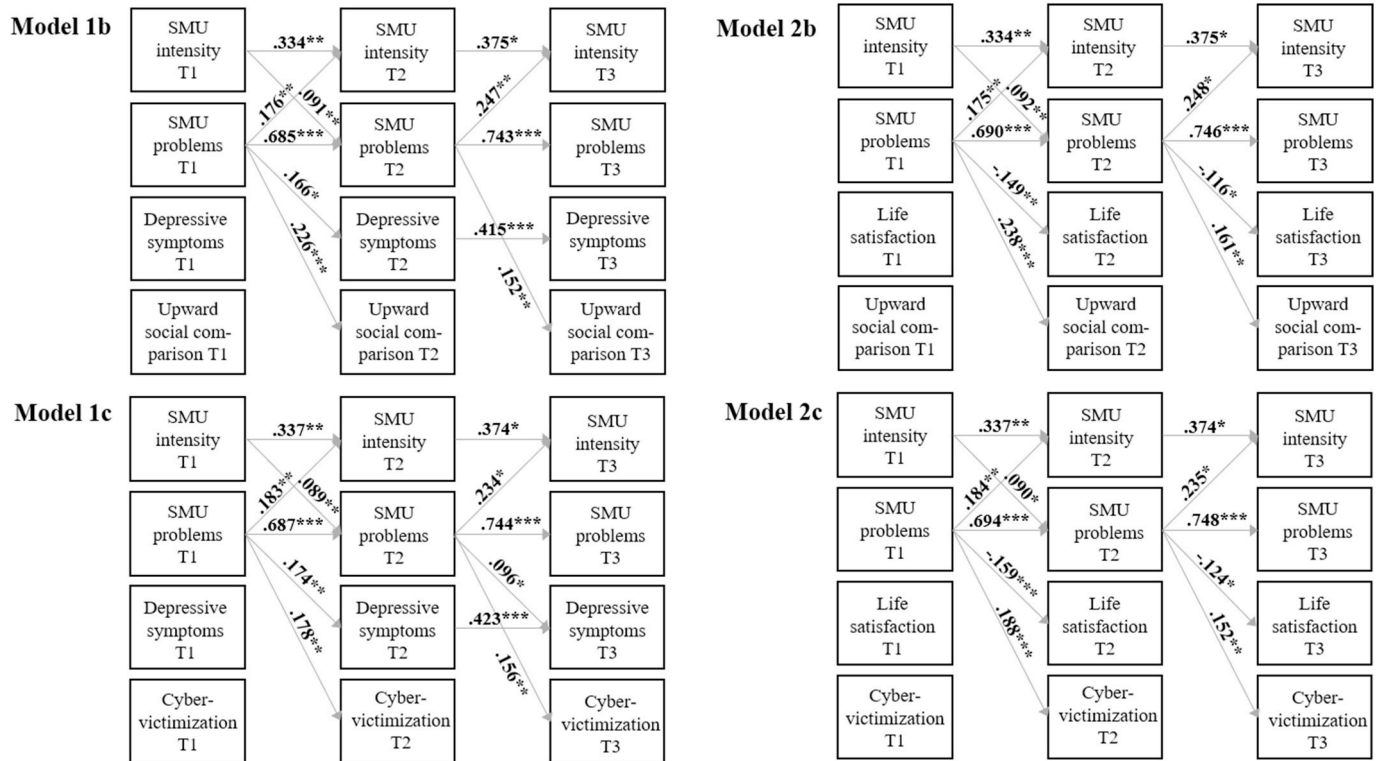 Model 1b
SMU
intensity
T1
.334**
SMU
intensity
T2
.375*
SMU
intensity
T3
.176**
.091**
.247**
SMU
problems
T1
.685***
SMU
problems
T2
.743***
SMU
problems
T3
.166*
.226***
.152**
Depressive
symptoms
T1
Depressive
symptoms
T2
.415***
Depressive
symptoms
T3
Upward
social com-
parison T1
Upward
social com-
parison T2
Upward
social com-
parison T3
Model 2b
SMU
intensity
T1
.334**
SMU
intensity
T2
.375*
SMU
intensity
T3
.175**
.092**
.248*
SMU
problems
T1
.690***
SMU
problems
T2
.746***
SMU
problems
T3
-.149**
.238***
-.116*
.161**
Life
satisfaction
T1
Life
satisfaction
T2
Life
satisfaction
T3
Upward
social com-
parison T1
Upward
social com-
parison T2
Upward
social com-
parison T3
Model 1c
SMU
intensity
T1
.337**
SMU
intensity
T2
.374*
SMU
intensity
T3
.183**
.089**
.234*
SMU
problems
T1
.687***
SMU
problems
T2
.744***
SMU
problems
T3
.174**
.178**
.096*
.156**
Depressive
symptoms
T1
Depressive
symptoms
T2
.423***
Depressive
symptoms
T3
Cyber-
victimization
T1
Cyber-
victimization
T2
Cyber-
victimization
T3
Model 2c
SMU
intensity
T1
.337**
SMU
intensity
T2
.374*
SMU
intensity
T3
.184**
.090*
.235*
SMU
problems
T1
.694***
SMU
problems
T2
.748***
SMU
problems
T3
-.159***
.188***
-.124*
.152**
Life
satisfaction
T1
Life
satisfaction
T2
Life
satisfaction
T3
Cyber-
victimization
T1
Cyber-
victimization
T2
Cyber-
victimization
T3